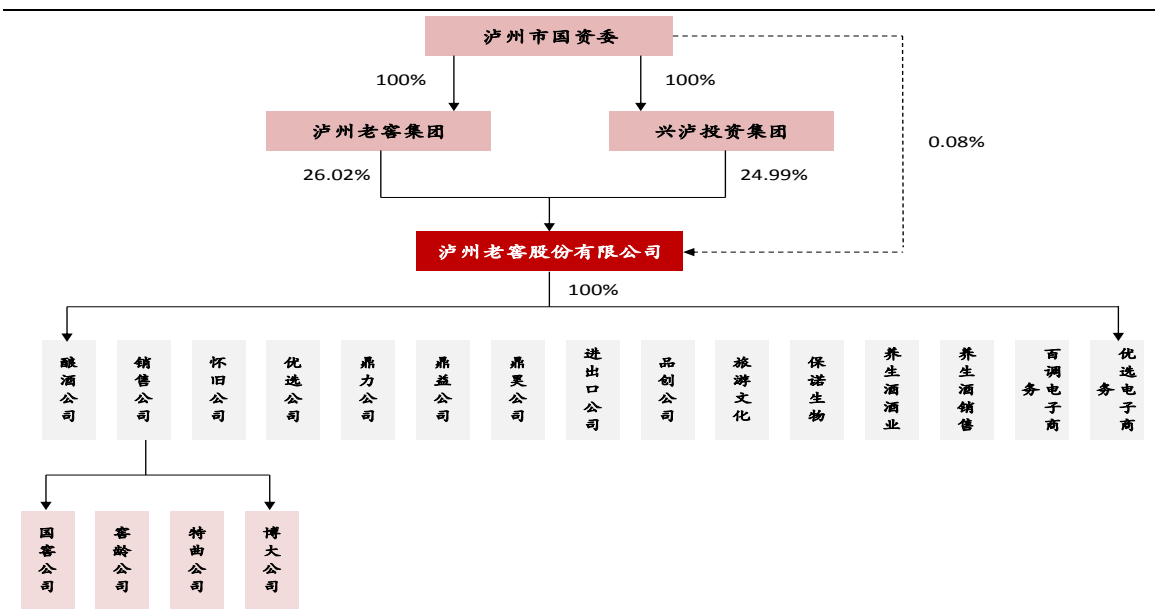 泸州市国资委
100%
100%
泸州老窖集团
兴泸投资集团
0.08%
26.02%
24.99%
泸州老窖股份有限公司
100%
酿酒公司
销售公司
怀旧公司
优选公司
鼎力公司
鼎益公司
鼎昊公司
进出口公司
品创公司
旅游文化
保诺生物
养生酒酒业
养生酒销售
百调电子商
务
优选电子商
务
国窖公司
窖龄公司
特曲公司
博大公司